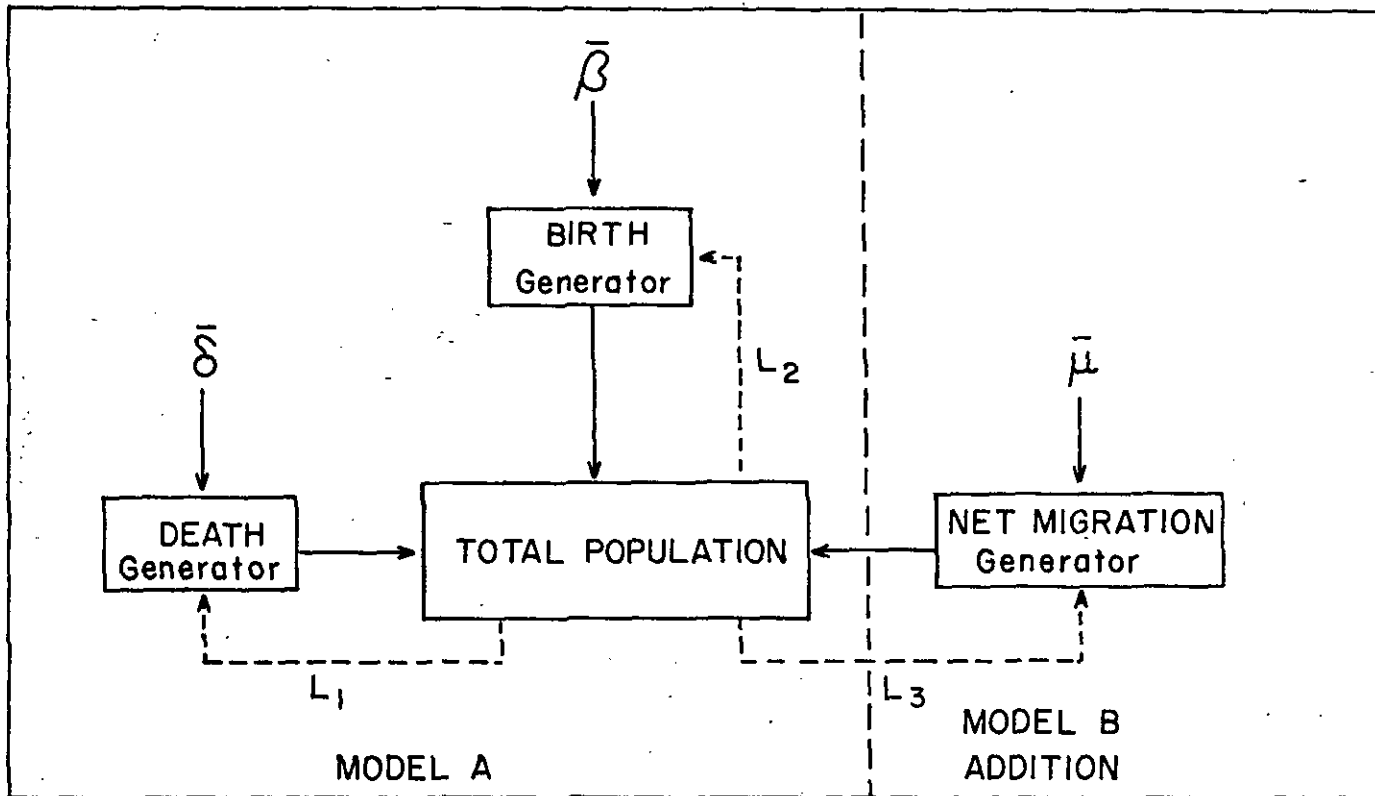 β̄
BIRTH
Generator
δ̄
L₂
μ̄
DEATH
Generator
TOTAL POPULATION
NET MIGRATION
Generator
L₁
L₃
MODEL A
MODEL B
ADDITION